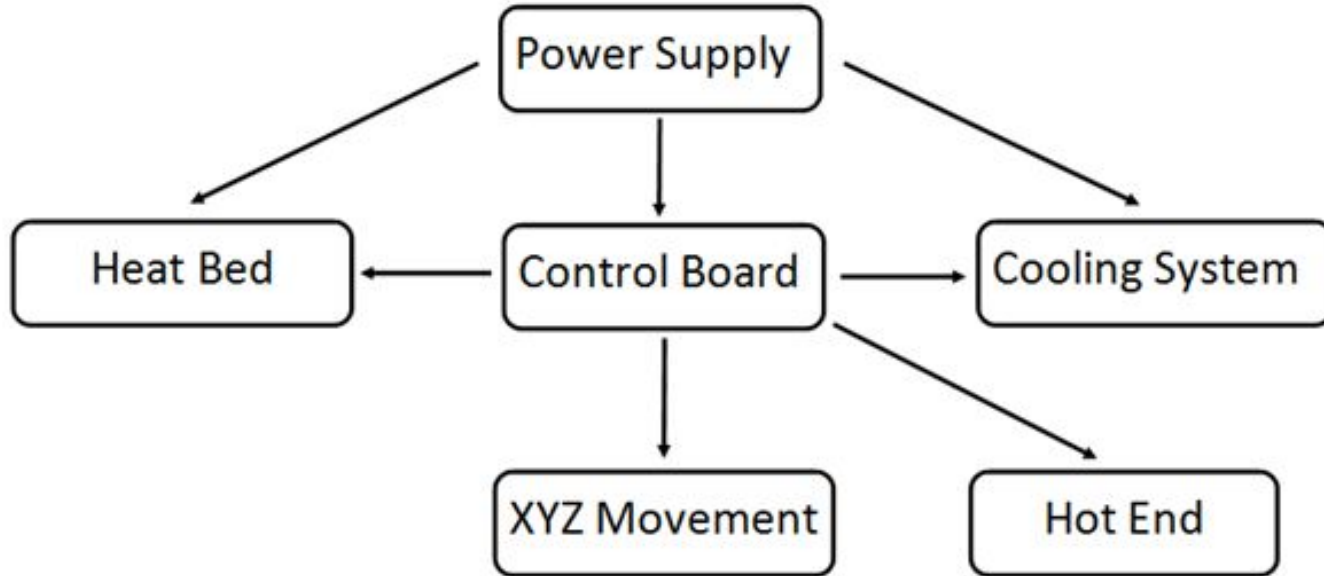 Power Supply
Heat Bed
Control Board
Cooling System
XYZ Movement
Hot End